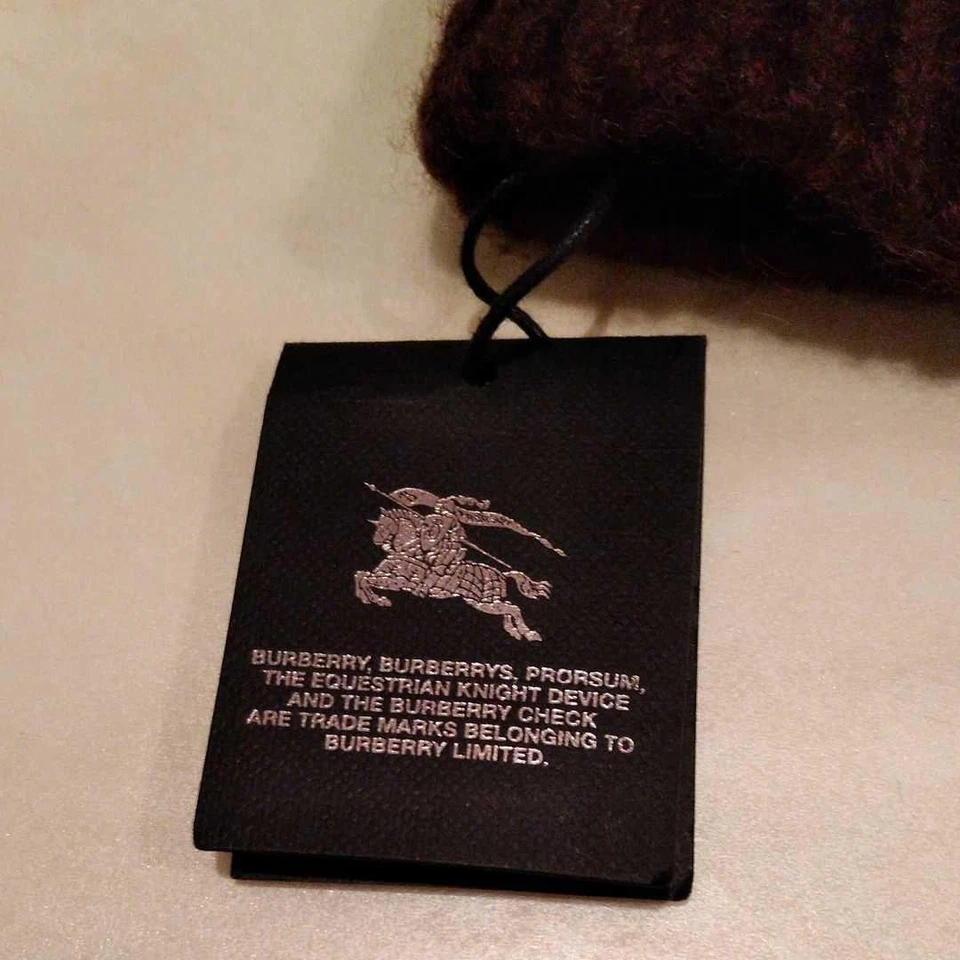 BURBERRY, BURBERRYS, PRORSUM,
THE EQUESTRIAN KNIGHT DEVICE
AND THE BURBERRY CHECK
ARE TRADE MARKS BELONGING TO
BURBERRY LIMITED.